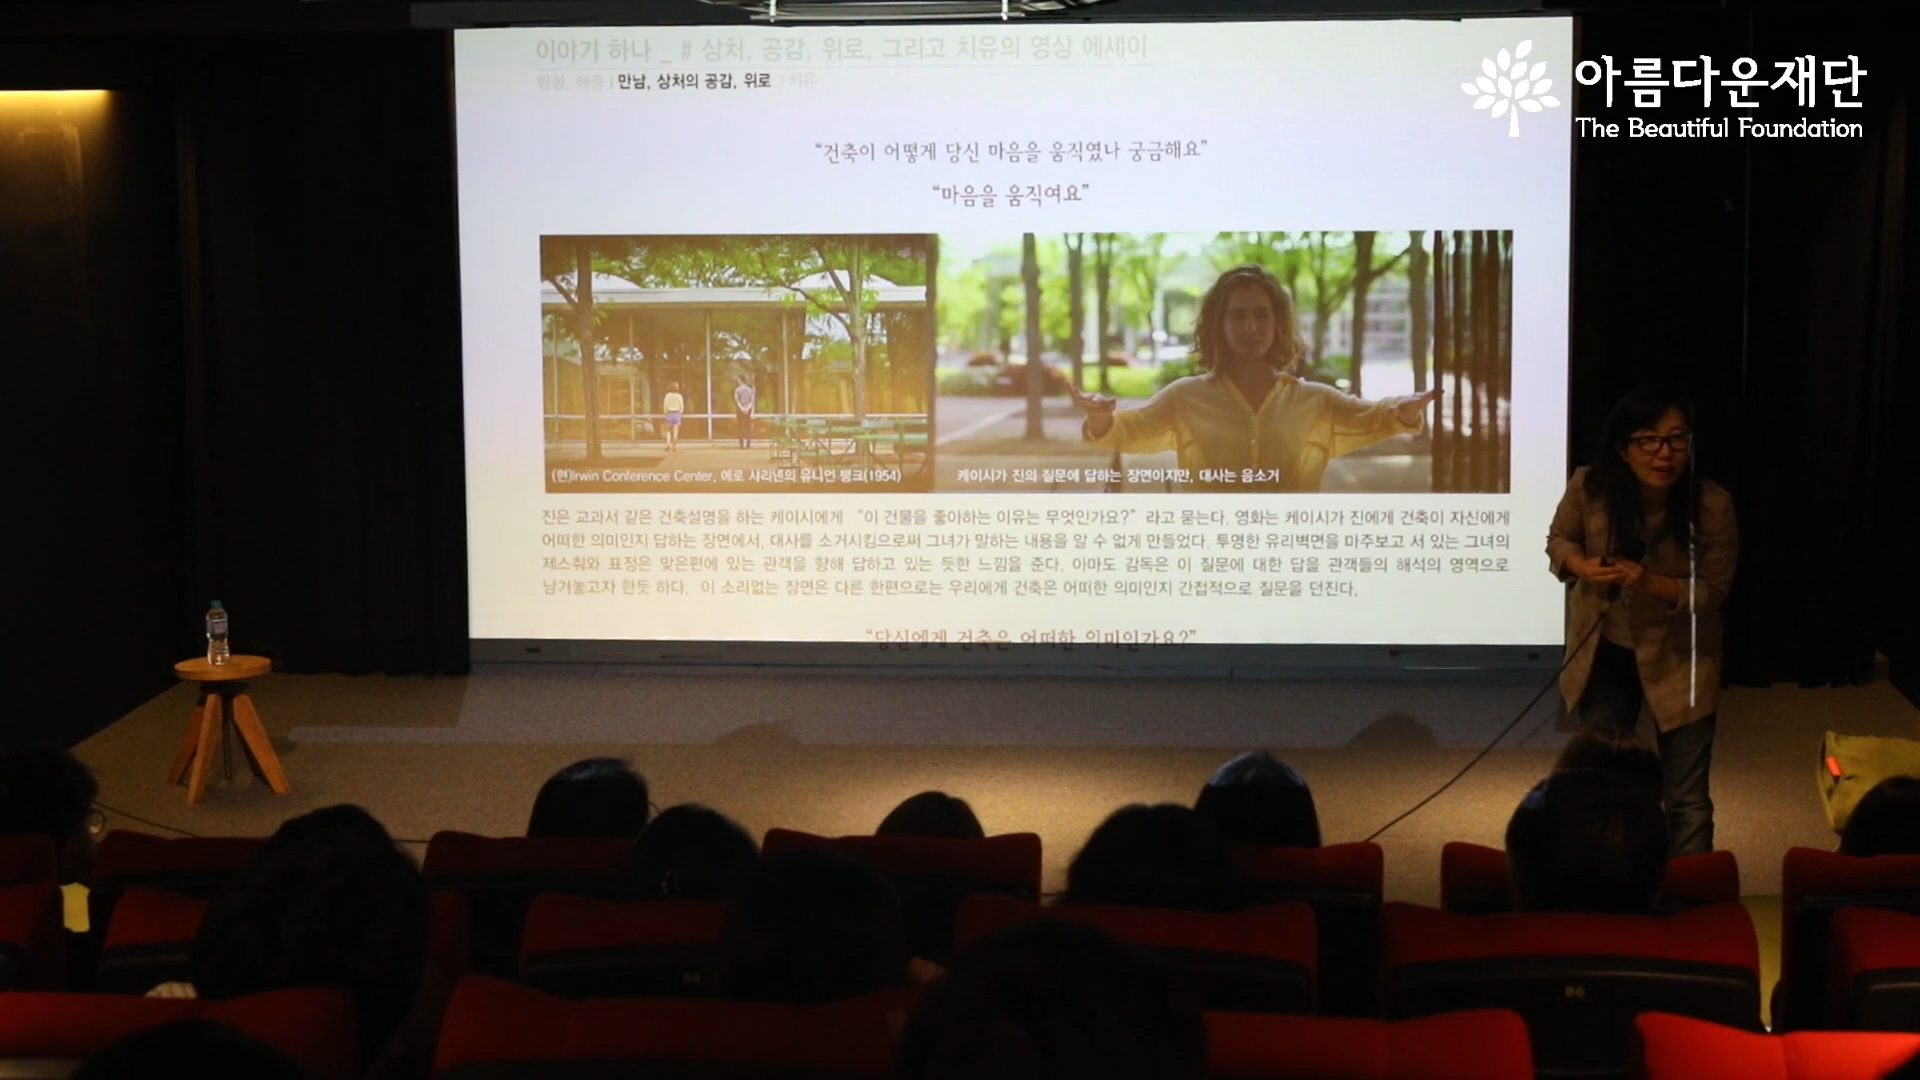 이야기 하나 _ # 상처, 공감, 위로, 그리고 치유의 영상 에세이
방황, 애증 | 만남, 상처의 공감, 위로 | 치유
아름다운재단
The Beautiful Foundation
“건축이 어떻게 당신 마음을 움직였나 궁금해요”
“마음을 움직여요”
(현)Irwin Conference Center, 에로 사리넨의 유니언 뱅크(1954)
케이시가 진의 질문에 답하는 장면이지만, 대사는 음소거
진은 교과서 같은 건축설명을 하는 케이시에게 “이 건물을 좋아하는 이유는 무엇인가요?” 라고 묻는다. 영화는 케이시가 진에게 건축이 자신에게
어떠한 의미인지 답하는 장면에서, 대사를 소거시킴으로써 그녀가 말하는 내용을 알 수 없게 만들었다. 투명한 유리벽면을 마주보고 서 있는 그녀의
제스춰와 표정은 맞은편에 있는 관객을 향해 답하고 있는 듯한 느낌을 준다. 아마도 감독은 이 질문에 대한 답을 관객들의 해석의 영역으로
남겨놓고자 한듯 하다. 이 소리없는 장면은 다른 한편으로는 우리에게 건축은 어떠한 의미인지 간접적으로 질문을 던진다.
“당신에게 건축은 어떠한 의미인가요?”
B6